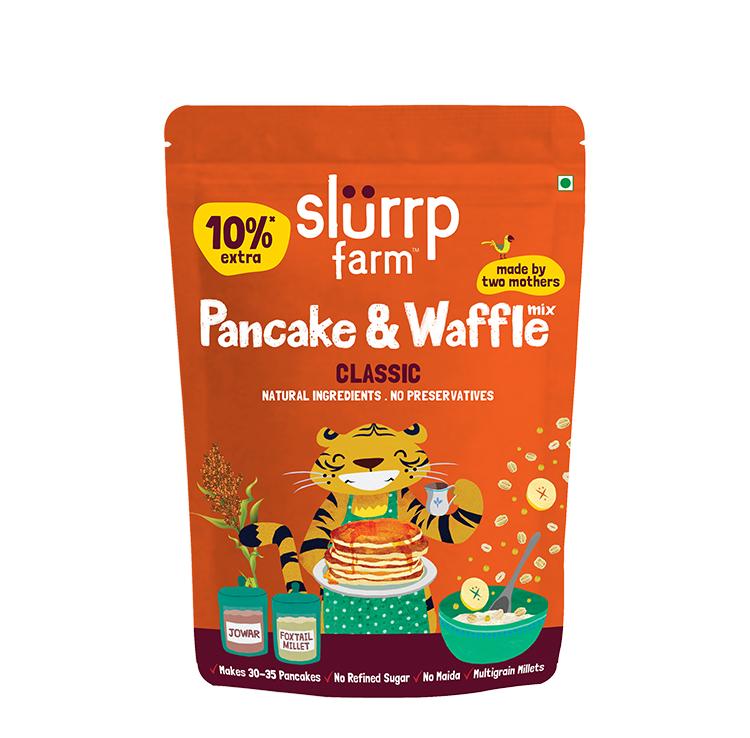 10%*
extra
slürrp
farm™
made by
two mothers
Pancake & Waffle mix
CLASSIC
NATURAL INGREDIENTS . NO PRESERVATIVES
JOWAR
FOXTAIL
MILLET
✓ Makes 30-35 Pancakes ✓ No Refined Sugar ✓ No Maida ✓ Multigrain Millets